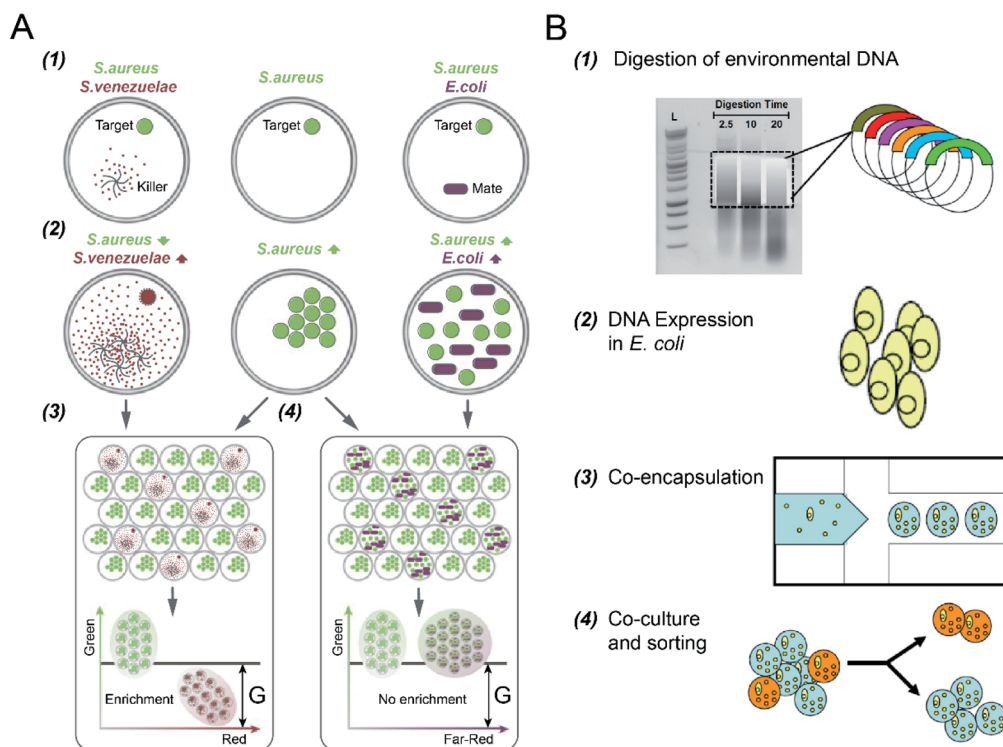 A
(1)
S.aureus
S.venezuelae
S.aureus
S.aureus
E.coli
Target
Killer
Target
Target
Mate
(2)
S.aureus
S.venezuelae
S.aureus
S.aureus
E.coli
(3)
(4)
Green
Enrichment
G
Red
Green
No enrichment
G
Far-Red
B
(1) Digestion of environmental DNA
L
Digestion Time
2.5 10 20
(2) DNA Expression
in E. coli
(3) Co-encapsulation
(4) Co-culture
and sorting